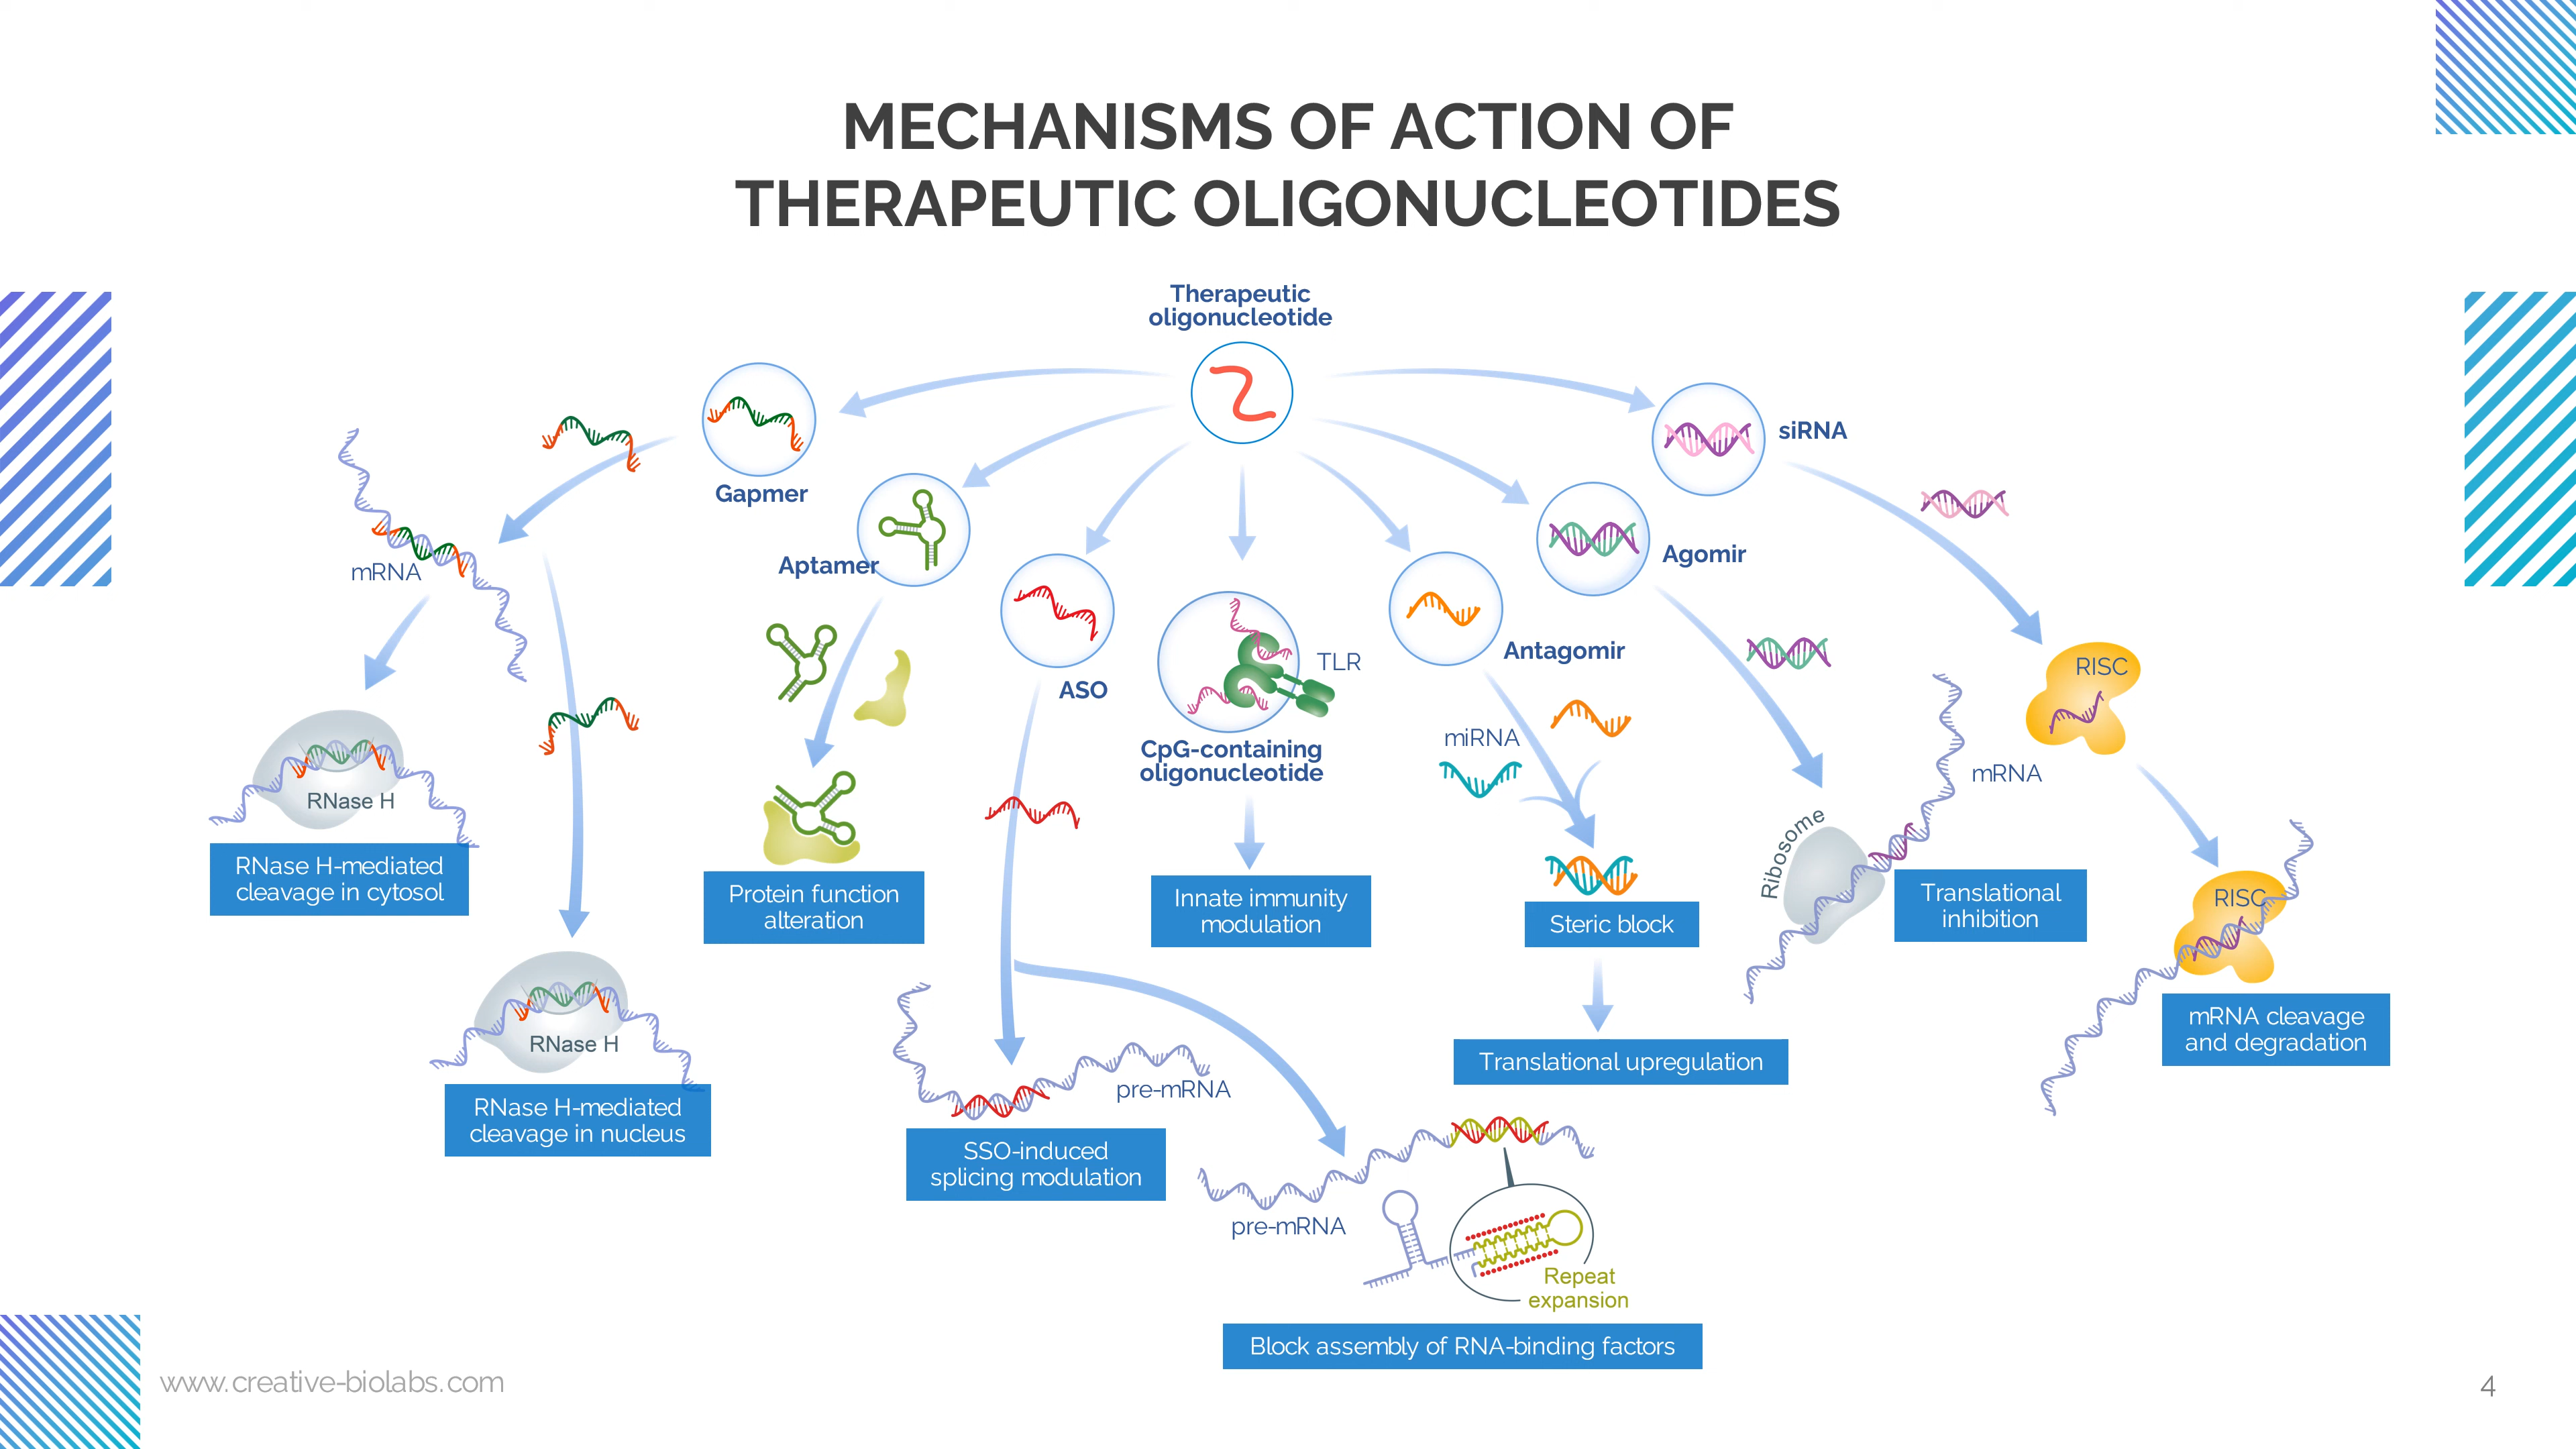 MECHANISMS OF ACTION OF
THERAPEUTIC OLIGONUCLEOTIDES
Therapeutic
oligonucleotide
Gapmer
Aptamer
ASO
CpG-containing
oligonucleotide
TLR
Antagomir
Agomir
siRNA
mRNA
RNase H
RNase H-mediated
cleavage in cytosol
RNase H
RNase H-mediated
cleavage in nucleus
Protein function
alteration
pre-mRNA
SSO-induced
splicing modulation
pre-mRNA
Repeat
expansion
Block assembly of RNA-binding factors
Innate immunity
modulation
miRNA
Steric block
Translational upregulation
Ribosome
mRNA
Translational
inhibition
RISC
RISC
mRNA cleavage
and degradation
www.creative-biolabs.com
4